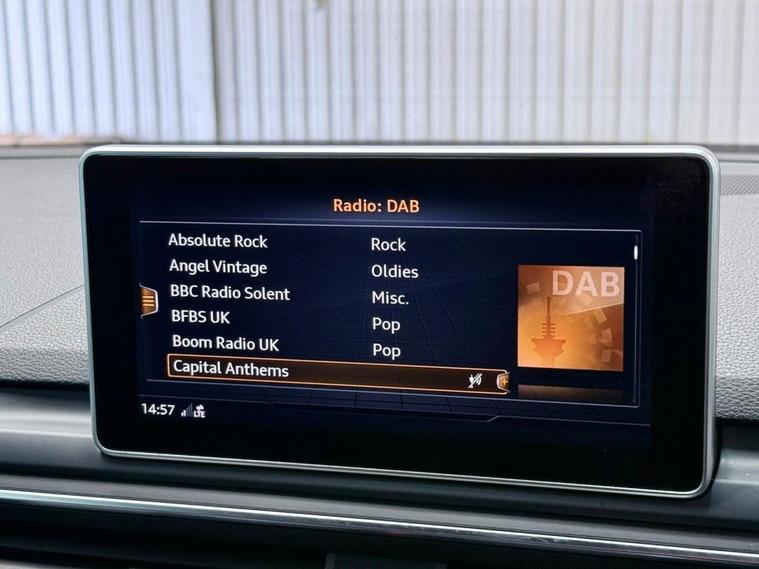 Radio: DAB
Absolute Rock Rock
Angel Vintage Oldies
BBC Radio Solent Misc.
BFBS UK Pop
Boom Radio UK Pop
Capital Anthems
DAB
14:57 LTE